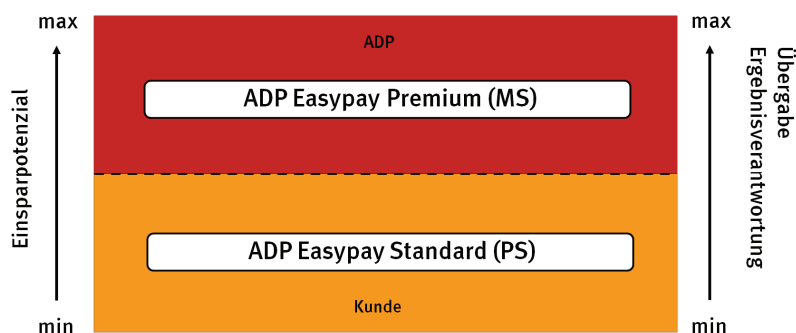 max
ADP
max
Einsparpotenzial
ADP Easypay Premium (MS)
Übergabe
Ergebnisverantwortung
ADP Easypay Standard (PS)
Kunde
min
min